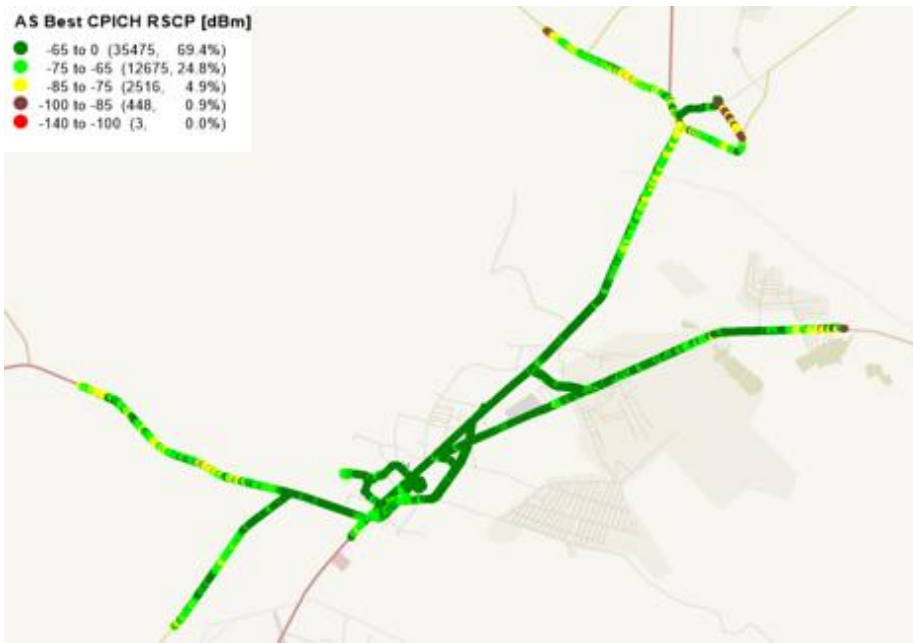 AS Best CPICH RSCP [dBm]
-65 to 0 (35475, 69.4%)
-75 to -65 (12675, 24.8%)
-85 to -75 (2516, 4.9%)
-100 to -85 (448, 0.9%)
-140 to -100 (3, 0.0%)